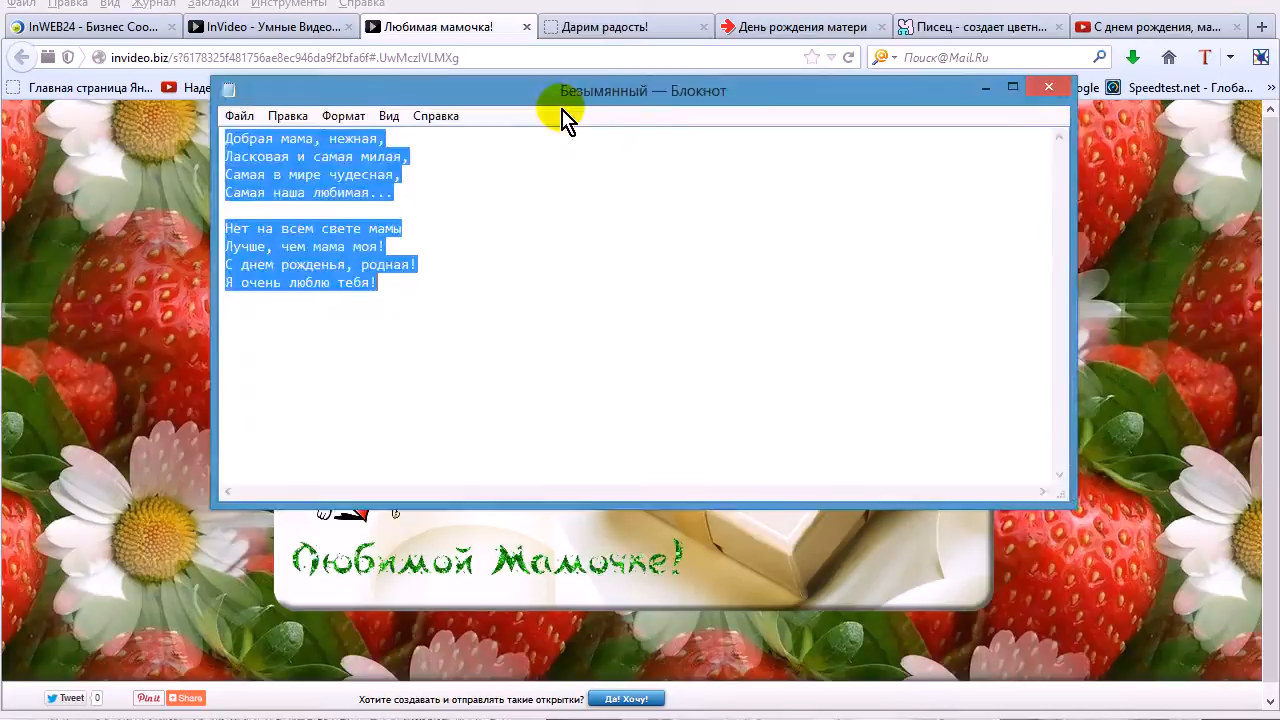 Файл Правка Вид Журнал Закладки Инструменты Справка
InWEB24 - Бизнес Соо...
InVideo - Умные Видео...
Любимая мамочка!
Дарим радость!
День рождения матери
Писец - создает цветн...
С днем рождения, ма...
invideo.biz/s?6178325f481756ae8ec946da9f2bfa6f#.UwMczlVLMXg
Поиск@Mail.Ru
Главная страница Ян...
Наде
gle
Speedtest.net - Глоба...
Безымянный — Блокнот
Файл Правка Формат Вид Справка
Добрая мама, нежная,
Ласковая и самая милая,
Самая в мире чудесная,
Самая наша любимая...
Нет на всем свете мамы
Лучше, чем мама моя!
С днем рожденья, родная!
Я очень люблю тебя!
Любимой Мамочке!
Tweet 0
Pinit
Share
Хотите создавать и отправлять такие открытки?
Да! Хочу!